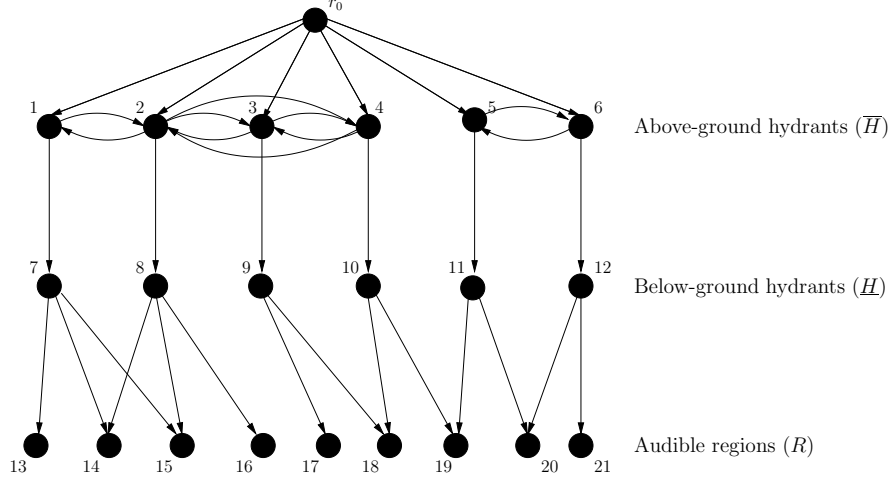 r₀
1 2 3 4 5 6 Above-ground hydrants (H̅)
7 8 9 10 11 12 Below-ground hydrants (H̲)
13 14 15 16 17 18 19 20 21 Audible regions (R)